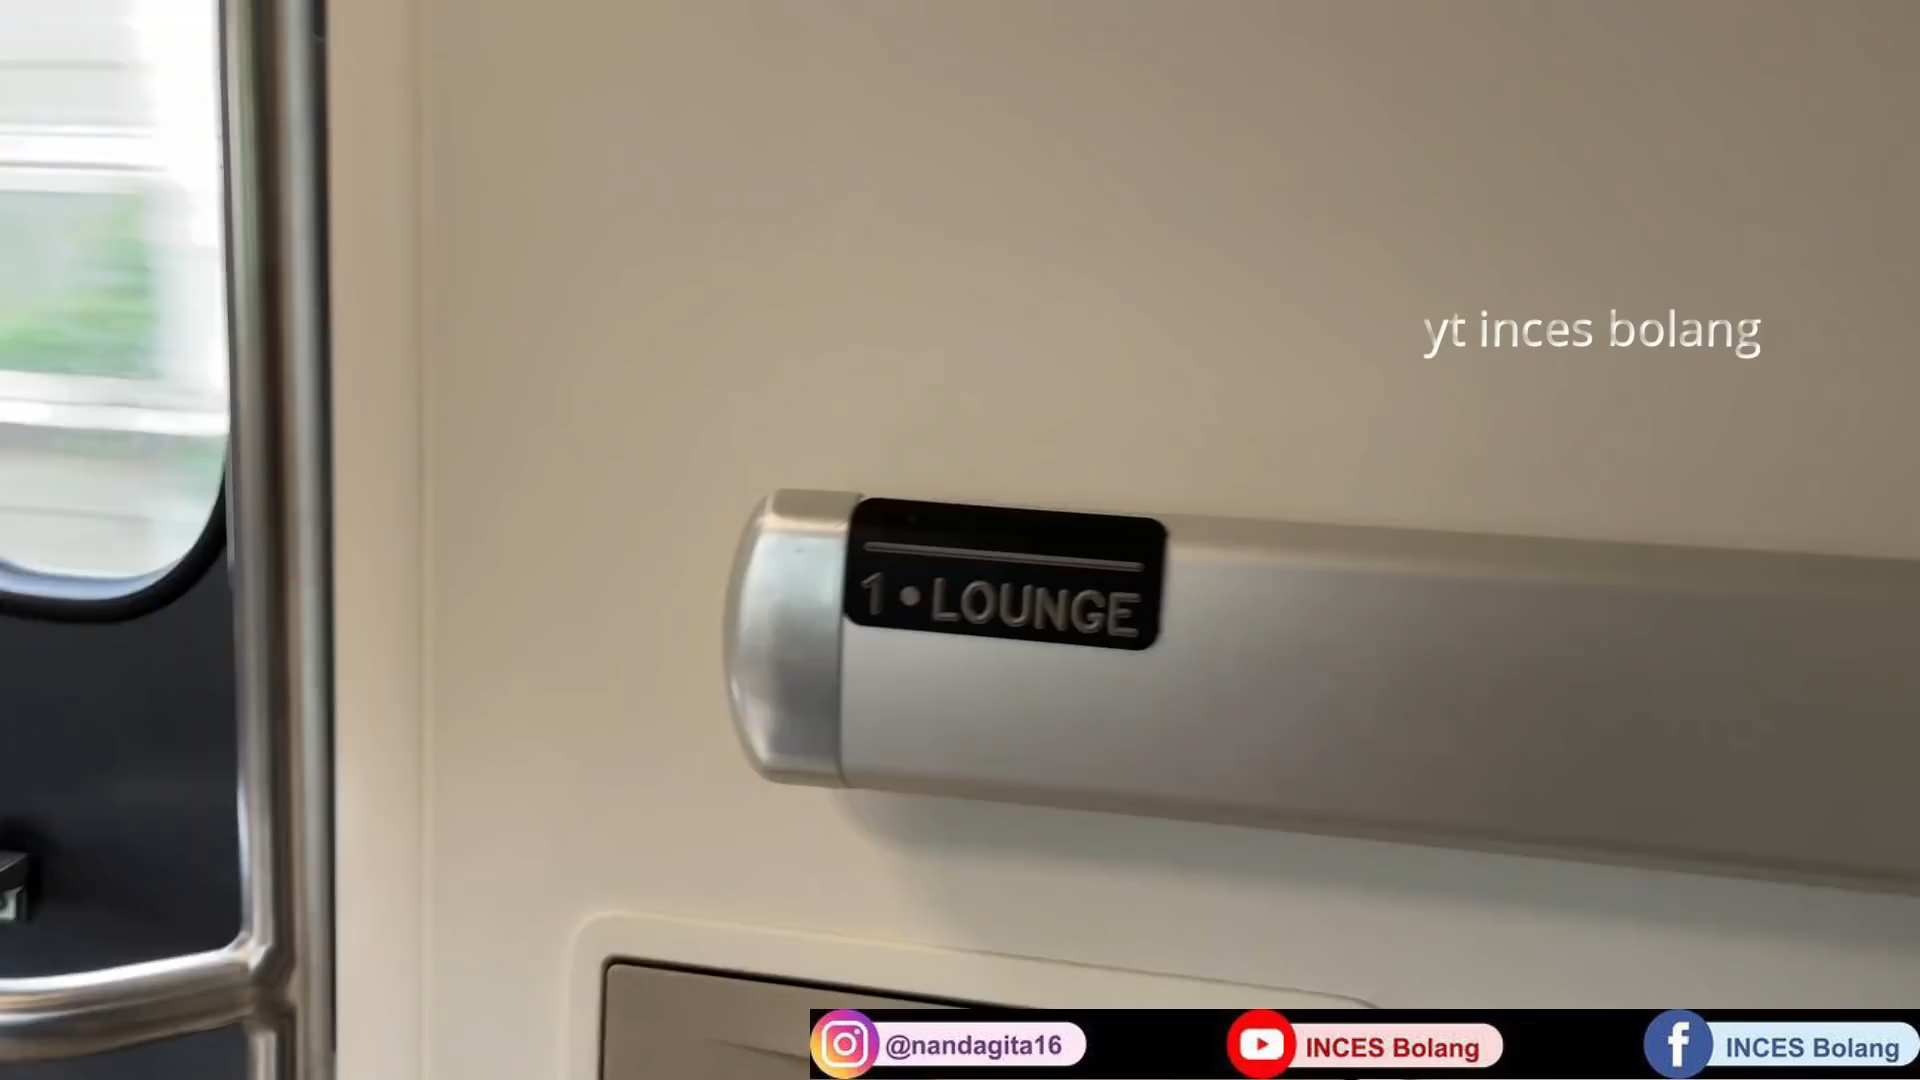 yt inces bolang
1 • LOUNGE
@nandagita16
INCES Bolang
INCES Bolang